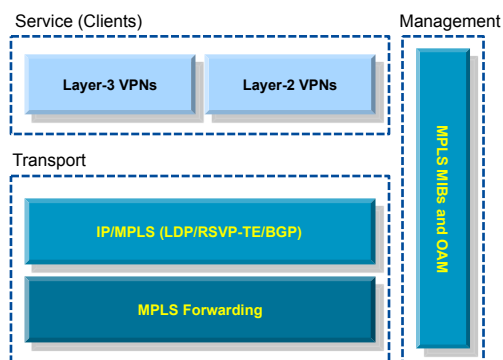 Service (Clients)
Management
Layer-3 VPNs
Layer-2 VPNs
MPLS MIBs and OAM
Transport
IP/MPLS (LDP/RSVP-TE/BGP)
MPLS Forwarding